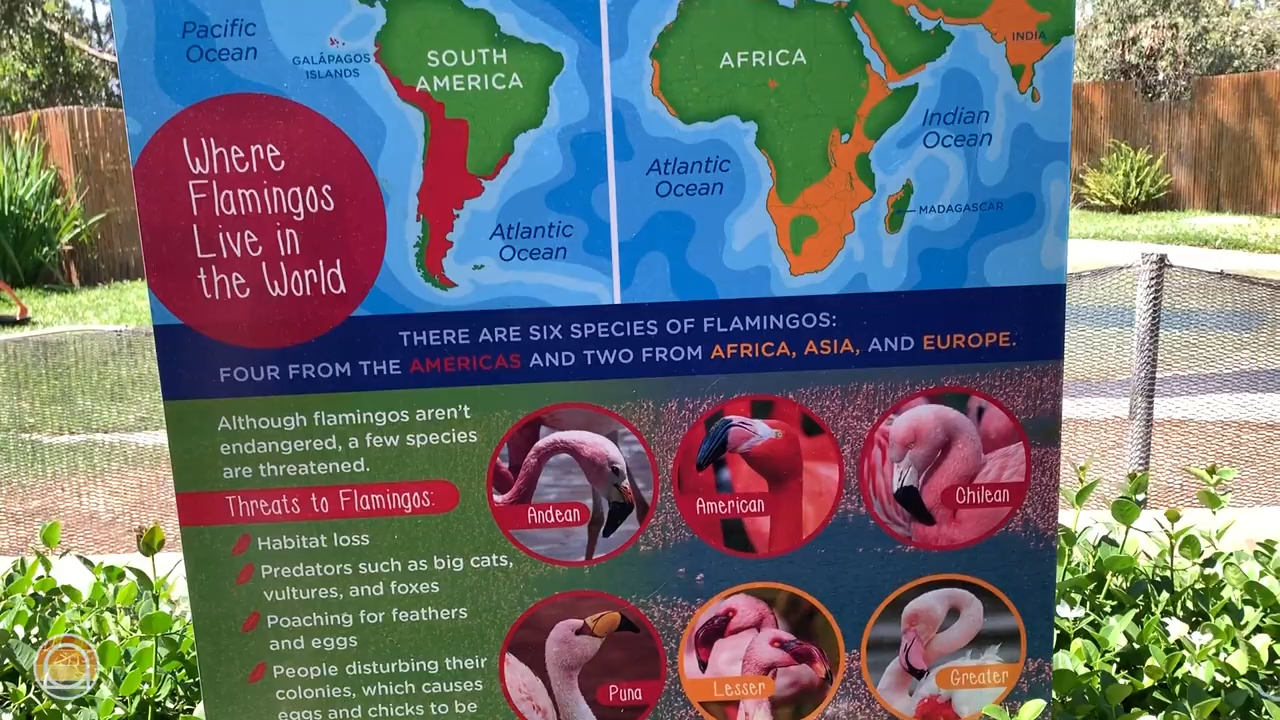 Pacific
Ocean
GALÁPAGOS
ISLANDS
SOUTH
AMERICA
AFRICA
INDIA
Indian
Ocean
Atlantic
Ocean
MADAGASCAR
Atlantic
Ocean
Where
Flamingos
Live in
the World
THERE ARE SIX SPECIES OF FLAMINGOS:
FOUR FROM THE AMERICAS AND TWO FROM AFRICA, ASIA, AND EUROPE.
Although flamingos aren't
endangered, a few species
are threatened.
Threats to Flamingos:
Habitat loss
Predators such as big cats,
vultures, and foxes
Poaching for feathers
and eggs
People disturbing their
colonies, which causes
eggs and chicks to be
Andean
American
Chilean
Puna
Lesser
Greater